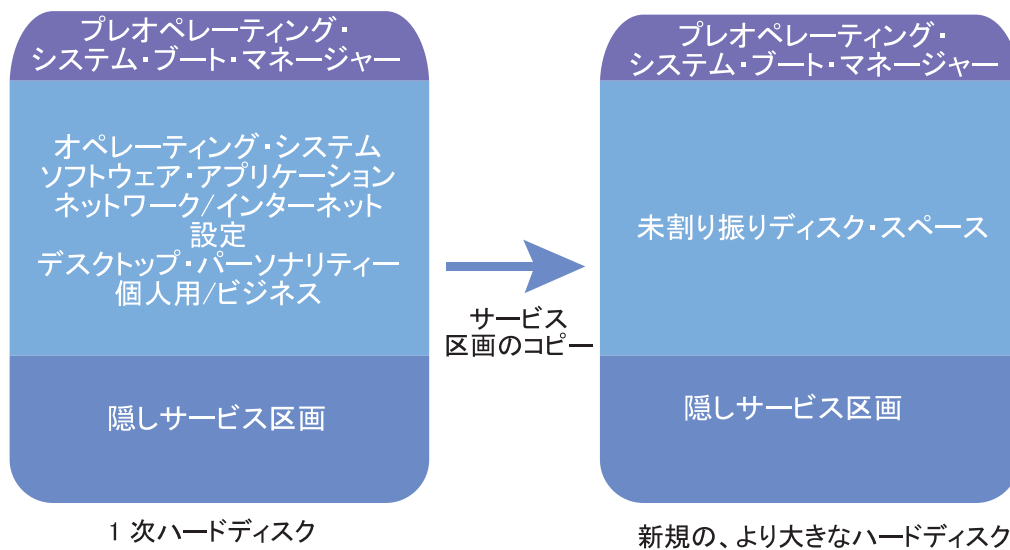 プレオペレーティング・
システム・ブート・マネージャー
オペレーティング・システム
ソフトウェア・アプリケーション
ネットワーク/インターネット
設定
デスクトップ・パーソナリティー
個人用/ビジネス
隠しサービス区画
1 次ハードディスク
サービス
区画のコピー
プレオペレーティング・
システム・ブート・マネージャー
未割り振りディスク・スペース
隠しサービス区画
新規の、より大きなハードディスク